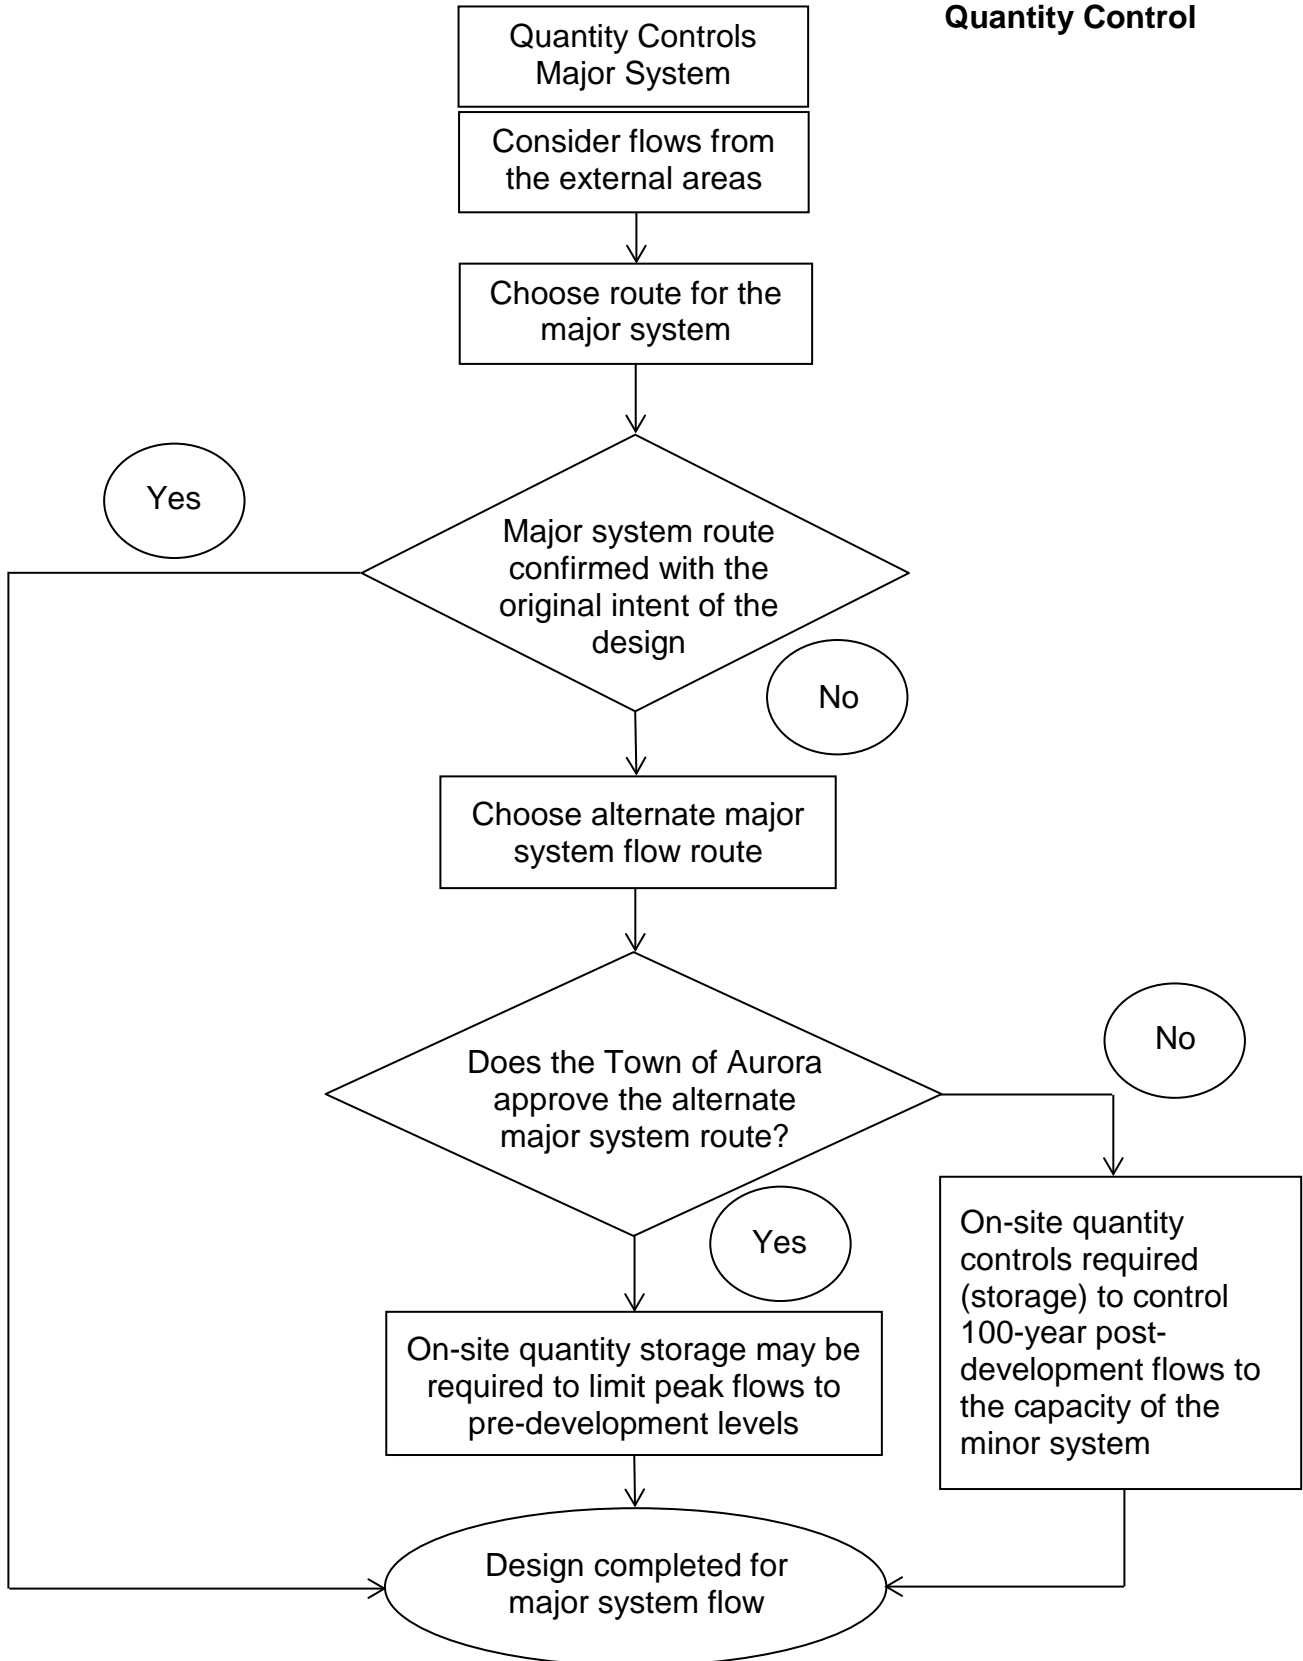 Quantity Control
Quantity Controls
Major System
Consider flows from
the external areas
Choose route for the
major system
Yes
Major system route
confirmed with the
original intent of the
design
No
Choose alternate major
system flow route
No
Does the Town of Aurora
approve the alternate
major system route?
Yes
On-site quantity
controls required
(storage) to control
100-year post-
development flows to
the capacity of the
minor system
On-site quantity storage may be
required to limit peak flows to
pre-development levels
Design completed for
major system flow